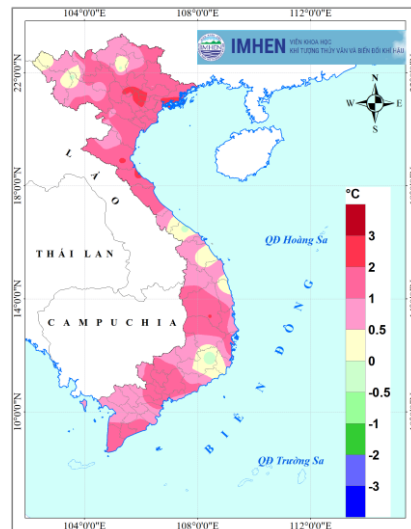 104°0'0"E
108°0'0"E
112°0'0"E
IMHEN
VIỆN KHOA HỌC
KHÍ TƯỢNG THỦY VĂN VÀ BIẾN ĐỔI KHÍ HẬU
22°0'0"N
N
W E
S
LÀO
18°0'0"N
°C
3
2
1
0.5
0
-0.5
-1
-2
-3
QĐ Hoàng Sa
THÁI LAN
14°0'0"N
CAMPUCHIA
BIỂN ĐÔNG
10°0'0"N
QĐ Trường Sa
104°0'0"E
108°0'0"E
112°0'0"E